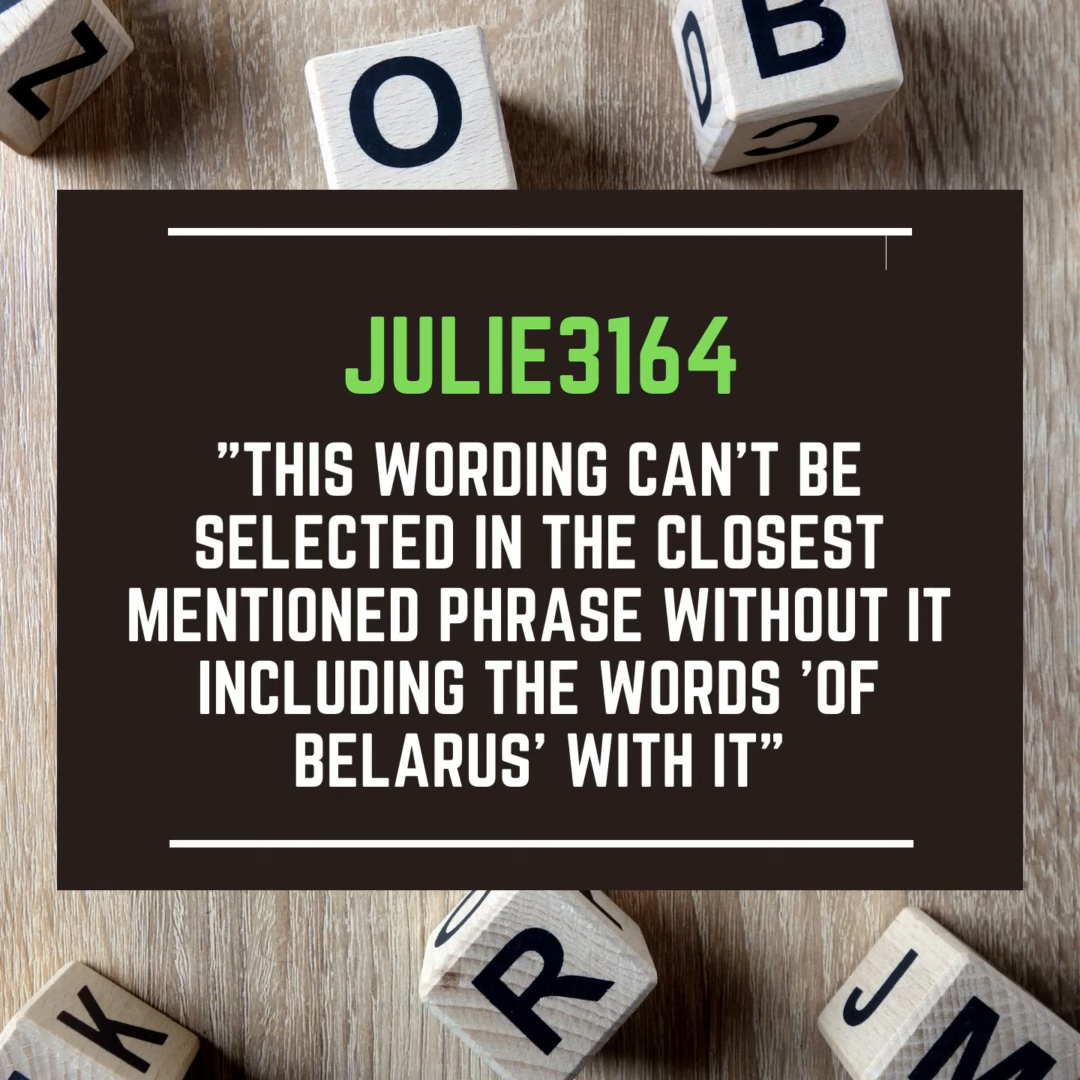 Z
O
B
D
C
JULIE3164
"THIS WORDING CAN'T BE
SELECTED IN THE CLOSEST
MENTIONED PHRASE WITHOUT IT
INCLUDING THE WORDS 'OF
BELARUS' WITH IT"
R
J
K
M